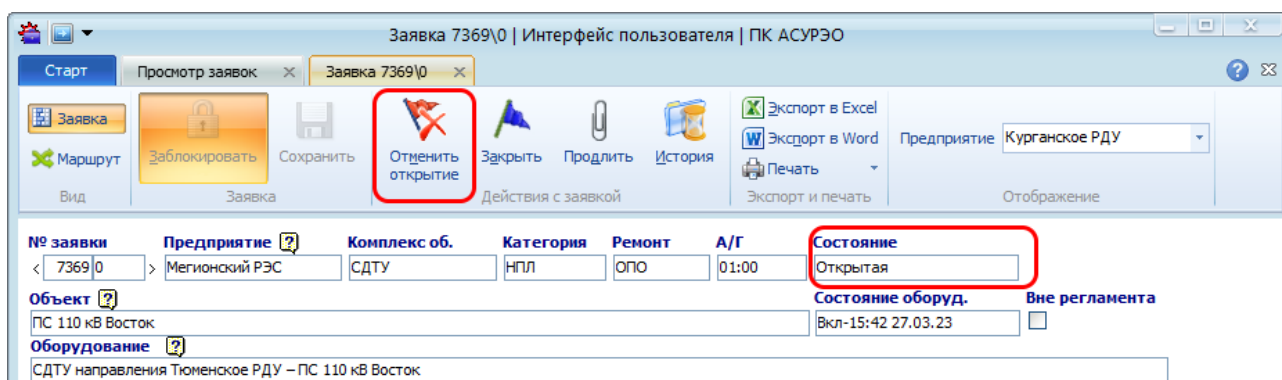 Заявка 7369\0 | Интерфейс пользователя | ПК АСУРЭО
Старт Просмотр заявок Заявка 7369\0
Заявка
Маршрут
Вид
Заблокировать Сохранить
Заявка
Отменить открытие Закрыть Продлить История
Действия с заявкой
Экспорт в Excel
Экспорт в Word
Печать
Экспорт и печать
Предприятие Курганское РДУ
Отображение
№ заявки Предприятие ? Комплекс об. Категория Ремонт А/Г Состояние
< 7369 0 > Мегионский РЭС СДТУ НПЛ ОПО 01:00 Открытая
Объект ? Состояние оборуд. Вне регламента
ПС 110 кВ Восток Вкл-15:42 27.03.23
Оборудование ?
СДТУ направления Тюменское РДУ – ПС 110 кВ Восток